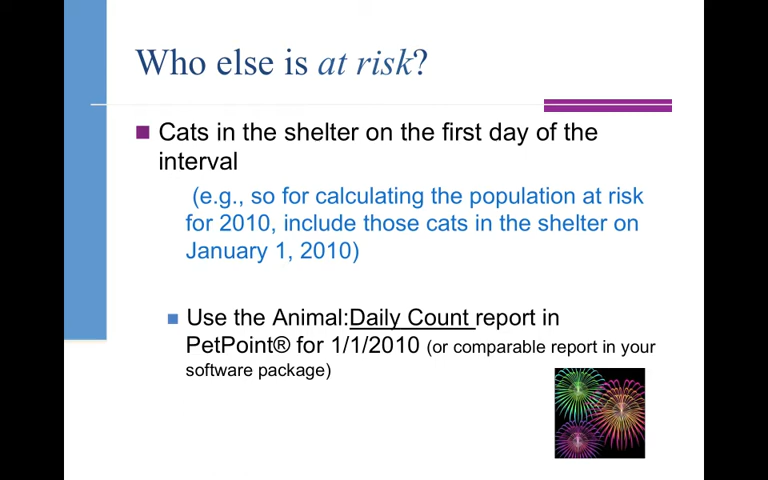 Who else is at risk?
Cats in the shelter on the first day of the
interval
(e.g., so for calculating the population at risk
for 2010, include those cats in the shelter on
January 1, 2010)
Use the Animal:Daily Count report in
PetPoint® for 1/1/2010 (or comparable report in your
software package)